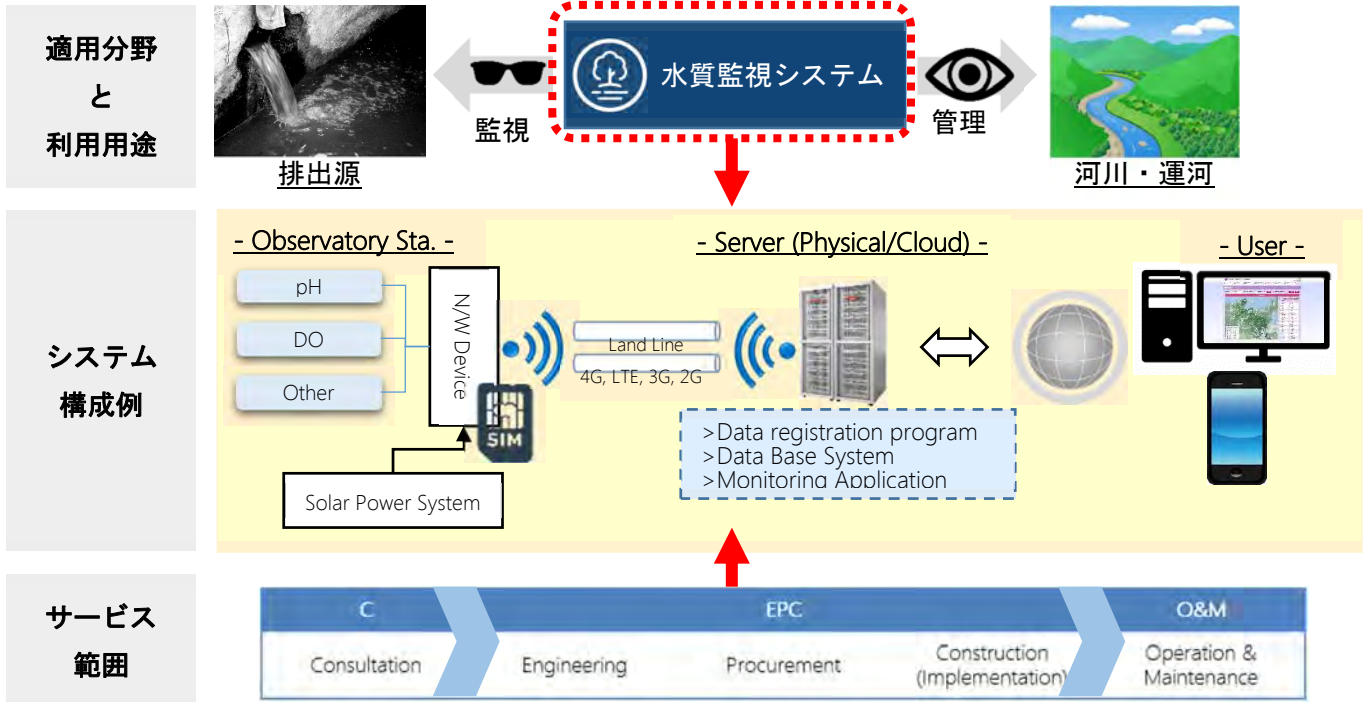 適用分野
と
利用用途
監視
水質監視システム
管理
排出源
河川・運河
システム
構成例
- Observatory Sta. -
- Server (Physical/Cloud) -
- User -
pH
DO
Other
N/W Device
SIM
Solar Power System
Land Line
4G, LTE, 3G, 2G
>Data registration program
>Data Base System
>Monitoring Application
サービス
範囲
C
EPC
O&M
Consultation
Engineering
Procurement
Construction
(Implementation)
Operation &
Maintenance